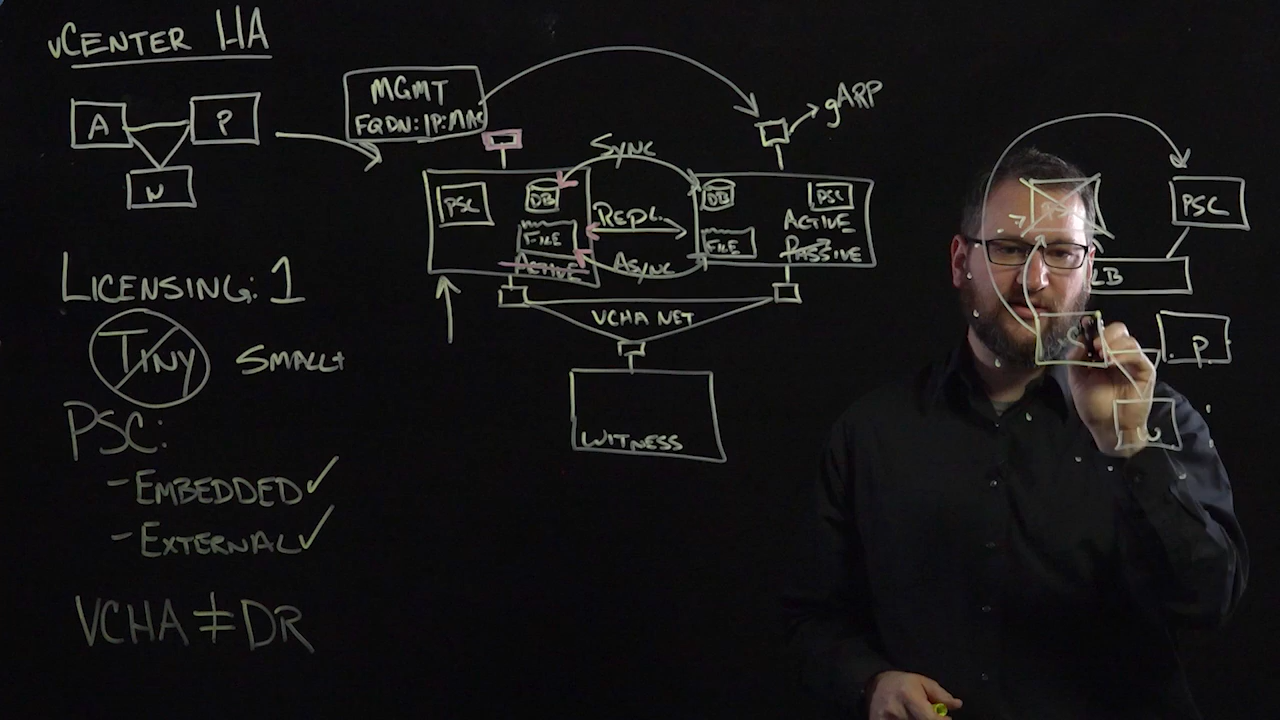 vCENTER HA
A
P
W
LICENSING: 1
TINY
SMALL+
PSC:
- EMBEDDED ✓
- EXTERNAL ✓
VCHA ≠ DR
MGMT
FQDN:IP:MAC
gARP
SYNC
PSC
DB
FILE
ACTIVE
REPL.
ASYNC
DB
FILE
PSC
ACTIVE
PASSIVE
VCHA NET
WITNESS
PSC
LB
P
W